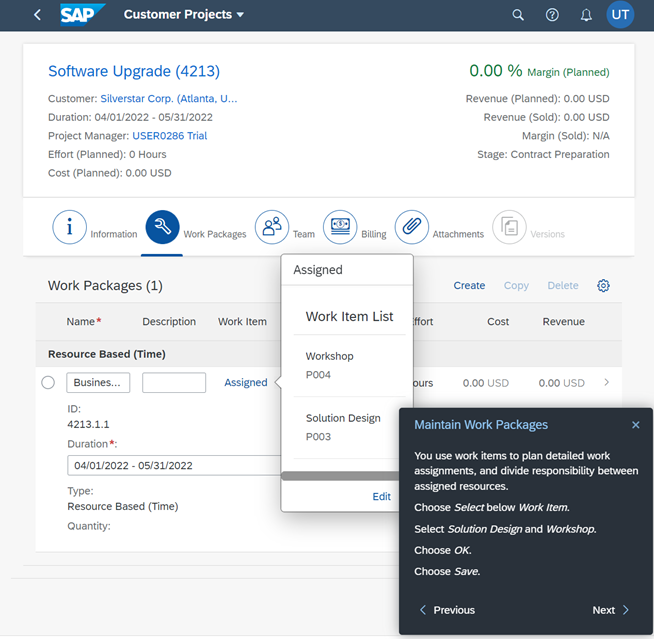 SAP Customer Projects UT
Software Upgrade (4213)
0.00 % Margin (Planned)
Customer: Silverstar Corp. (Atlanta, U...
Revenue (Planned): 0.00 USD
Duration: 04/01/2022 - 05/31/2022
Revenue (Sold): 0.00 USD
Project Manager: USER0286 Trial
Margin (Sold): N/A
Effort (Planned): 0 Hours
Stage: Contract Preparation
Cost (Planned): 0.00 USD
Information Work Packages Team Billing Attachments Versions
Work Packages (1)
Create Copy Delete
Name* Description Work Item ffort Cost Revenue
Resource Based (Time)
Busines... Assigned ours 0.00 USD 0.00 USD
ID:
4213.1.1
Duration*:
04/01/2022 - 05/31/2022
Type:
Resource Based (Time)
Quantity:
Assigned
Work Item List
Workshop
P004
Solution Design
P003
Edit
Maintain Work Packages
You use work items to plan detailed work
assignments, and divide responsibility between
assigned resources.
Choose Select below Work Item.
Select Solution Design and Workshop.
Choose OK.
Choose Save.
Previous Next